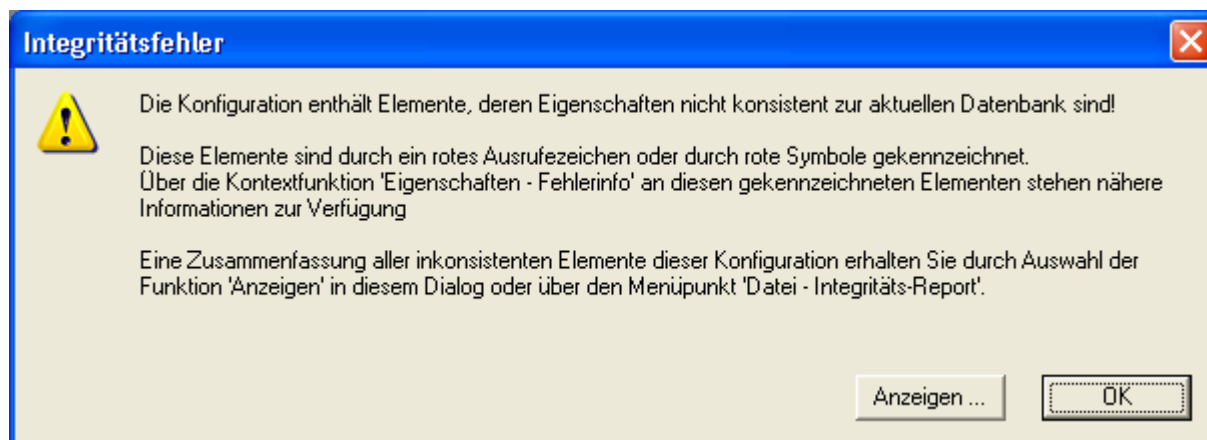 Integritätsfehler
Die Konfiguration enthält Elemente, deren Eigenschaften nicht konsistent zur aktuellen Datenbank sind!
Diese Elemente sind durch ein rotes Ausrufezeichen oder durch rote Symbole gekennzeichnet.
Über die Kontextfunktion 'Eigenschaften - Fehlerinfo' an diesen gekennzeichneten Elementen stehen nähere
Informationen zur Verfügung
Eine Zusammenfassung aller inkonsistenten Elemente dieser Konfiguration erhalten Sie durch Auswahl der
Funktion 'Anzeigen' in diesem Dialog oder über den Menüpunkt 'Datei - Integritäts-Report'.
Anzeigen ...
OK